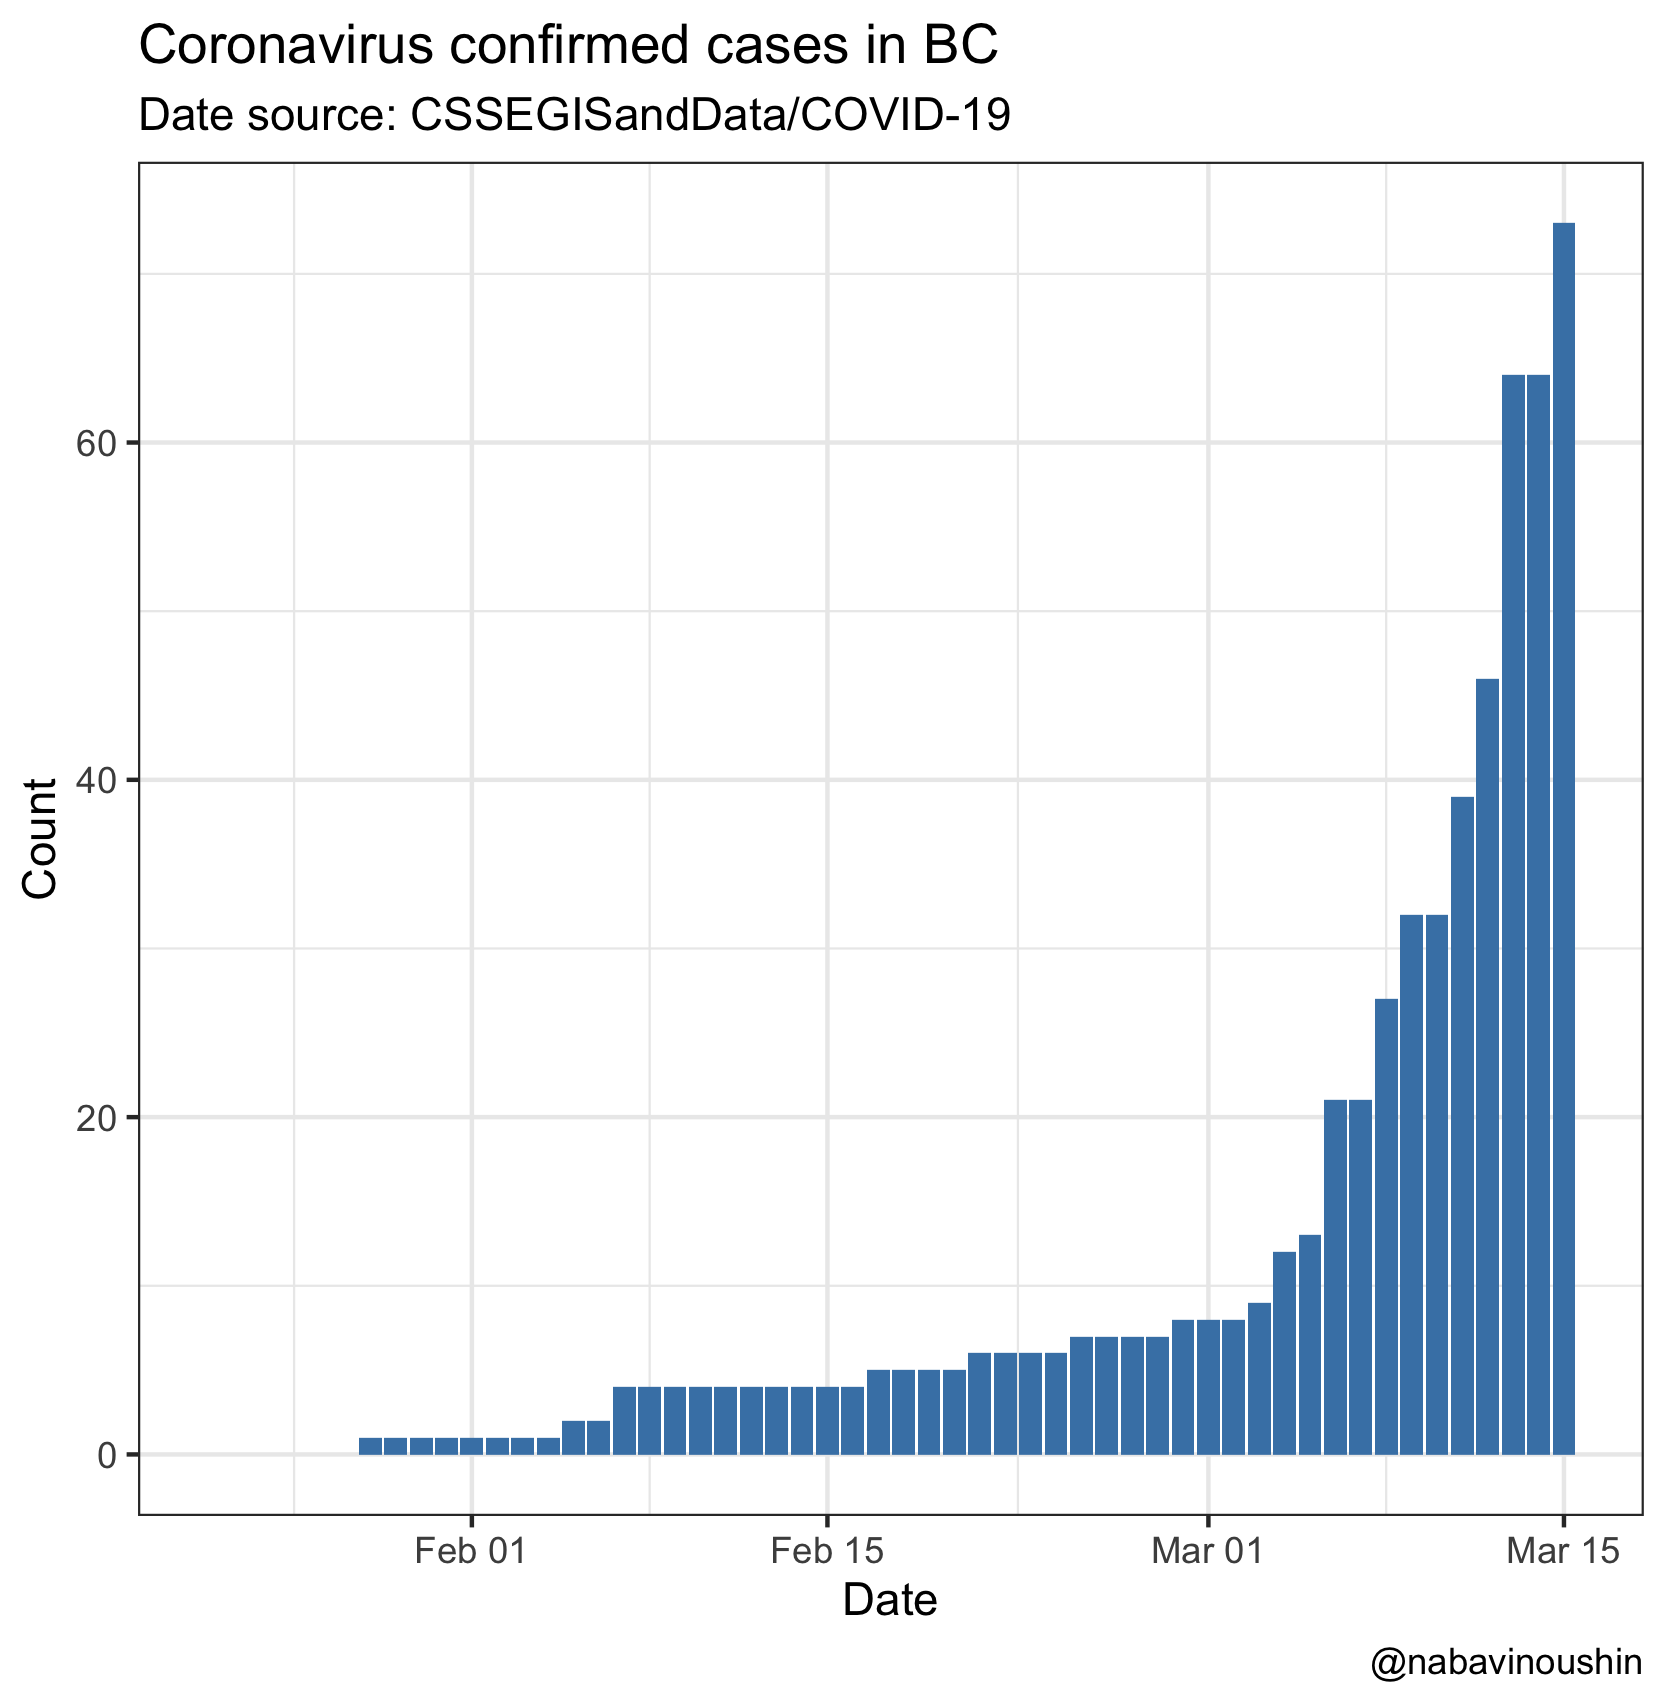 Coronavirus confirmed cases in BC
Date source: CSSEGISandData/COVID-19
60
40
20
0
Count
Feb 01 Feb 15 Mar 01 Mar 15
Date
@nabavinoushin